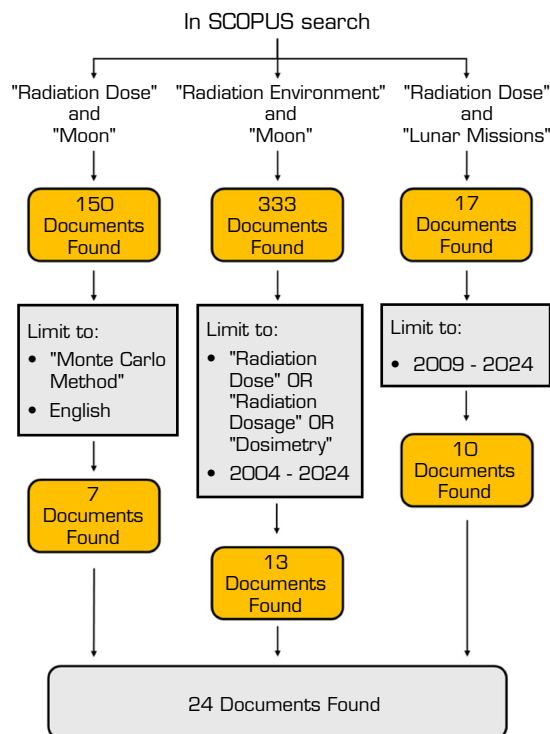 In SCOPUS search
"Radiation Dose"
and
"Moon"
"Radiation Environment"
and
"Moon"
"Radiation Dose"
and
"Lunar Missions"
150
Documents
Found
333
Documents
Found
17
Documents
Found
Limit to:
• "Monte Carlo
Method"
• English
Limit to:
• "Radiation
Dose" OR
"Radiation
Dosage" OR
"Dosimetry"
• 2004 - 2024
Limit to:
• 2009 - 2024
7
Documents
Found
13
Documents
Found
10
Documents
Found
24 Documents Found